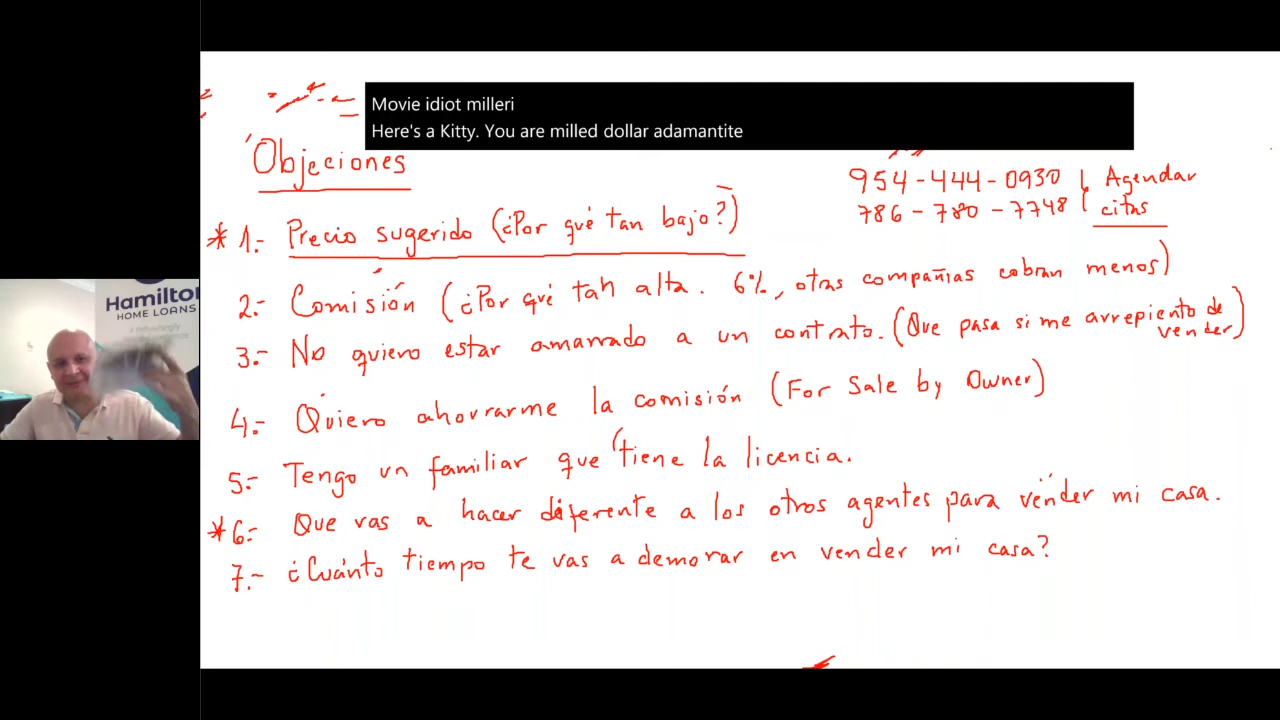 Movie idiot milleri
Here's a Kitty. You are milled dollar adamantite
Objeciones
954-444-0930 Agendar
786-780-7748 citas
* 1.- Precio sugerido (¿Por qué tan bajo?)
2.- Comisión (¿Por qué tan alta. 6%, otras compañias cobran menos)
3.- No quiero estar amarrado a un contrato. (Que pasa si me arrepiento de vender)
4.- Quiero ahorrarme la comisión (For Sale by Owner)
5.- Tengo un familiar que tiene la licencia.
* 6.- Que vas a hacer diferente a los otros agentes para vender mi casa.
7.- ¿Cuánto tiempo te vas a demorar en vender mi casa?
Hamilton
HOME LOANS